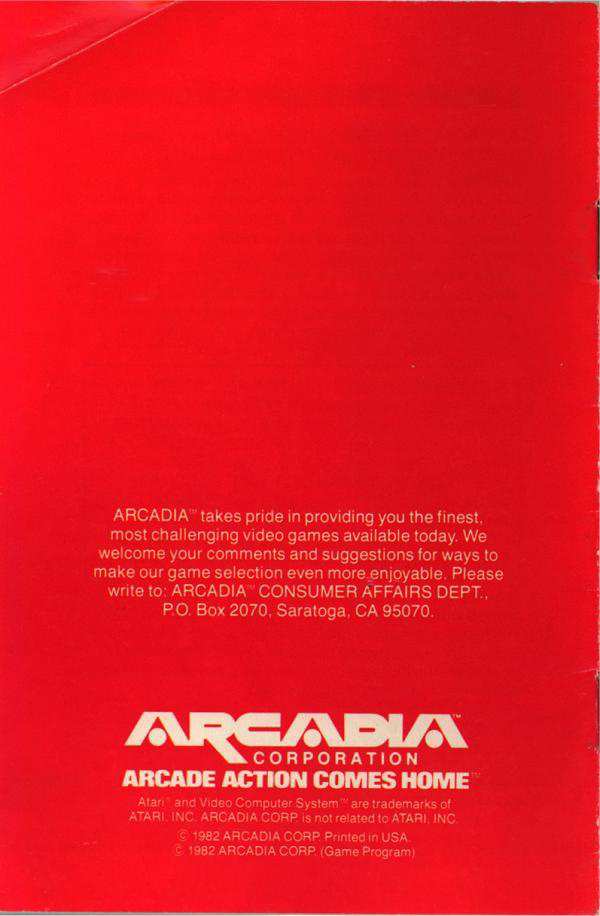 ARCADIA™ takes pride in providing you the finest,
most challenging video games available today. We
welcome your comments and suggestions for ways to
make our game selection even more enjoyable. Please
write to: ARCADIA™ CONSUMER AFFAIRS DEPT.,
P.O. Box 2070, Saratoga, CA 95070.
ARCADIA™
CORPORATION
ARCADE ACTION COMES HOME™
Atari® and Video Computer System™ are trademarks of
ATARI, INC. ARCADIA CORP. is not related to ATARI, INC.
© 1982 ARCADIA CORP. Printed in USA.
© 1982 ARCADIA CORP. (Game Program)